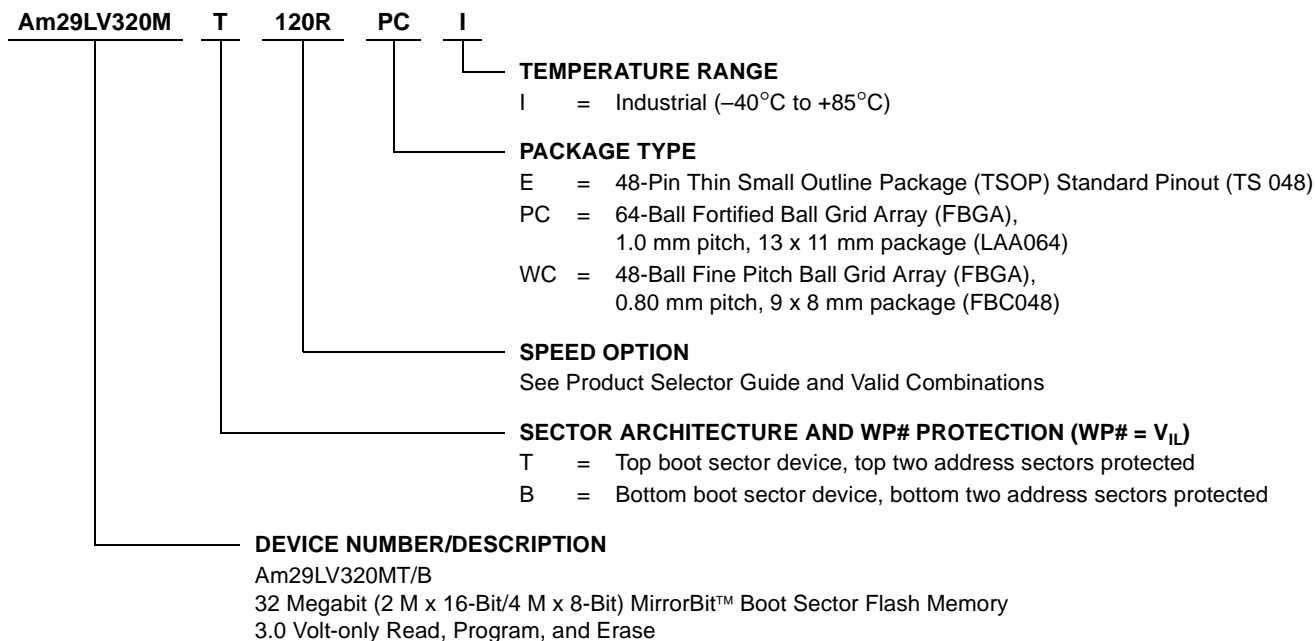 Am29LV320M T 120R PC I
TEMPERATURE RANGE
I = Industrial (–40°C to +85°C)
PACKAGE TYPE
E = 48-Pin Thin Small Outline Package (TSOP) Standard Pinout (TS 048)
PC = 64-Ball Fortified Ball Grid Array (FBGA),
1.0 mm pitch, 13 x 11 mm package (LAA064)
WC = 48-Ball Fine Pitch Ball Grid Array (FBGA),
0.80 mm pitch, 9 x 8 mm package (FBC048)
SPEED OPTION
See Product Selector Guide and Valid Combinations
SECTOR ARCHITECTURE AND WP# PROTECTION (WP# = VIL)
T = Top boot sector device, top two address sectors protected
B = Bottom boot sector device, bottom two address sectors protected
DEVICE NUMBER/DESCRIPTION
Am29LV320MT/B
32 Megabit (2 M x 16-Bit/4 M x 8-Bit) MirrorBit™ Boot Sector Flash Memory
3.0 Volt-only Read, Program, and Erase